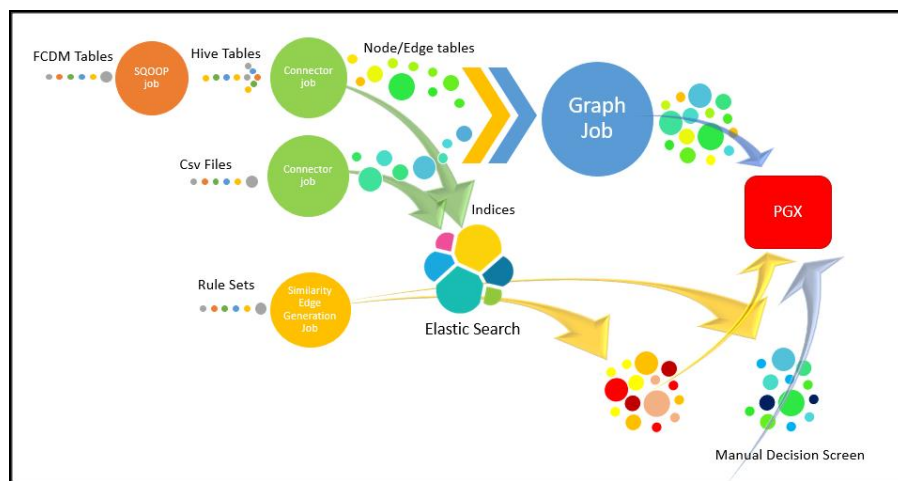 FCDM Tables
SQOOP
job
Hive Tables
Connector
job
Node/Edge tables
Graph
Job
PGX
Csv Files
Connector
job
Indices
Rule Sets
Similarity
Edge
Generation
Job
Elastic Search
Manual Decision Screen